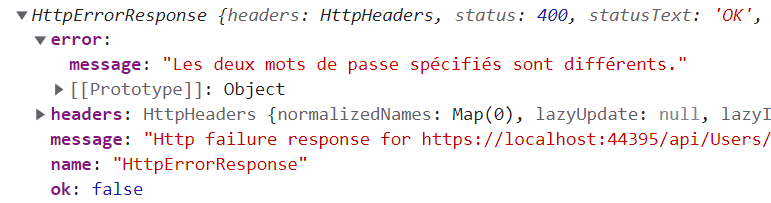 HttpErrorResponse {headers: HttpHeaders, status: 400, statusText: 'OK',
error:
message: "Les deux mots de passe spécifiés sont différents."
[[Prototype]]: Object
headers: HttpHeaders {normalizedNames: Map(0), lazyUpdate: null, lazyI
message: "Http failure response for https://localhost:44395/api/Users/
name: "HttpErrorResponse"
ok: false